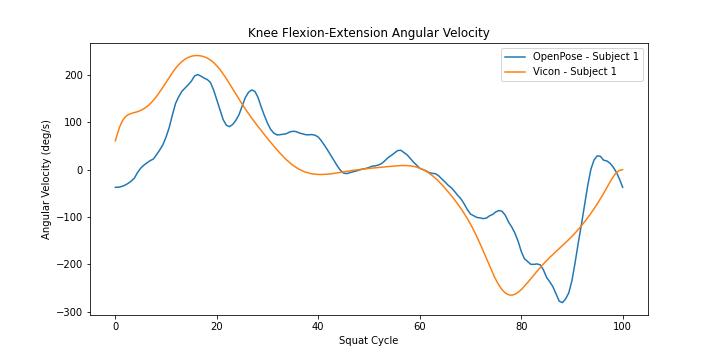 Knee Flexion-Extension Angular Velocity
OpenPose - Subject 1
Vicon - Subject 1
Angular Velocity (deg/s)
200
100
0
−100
−200
−300
0 20 40 60 80 100
Squat Cycle